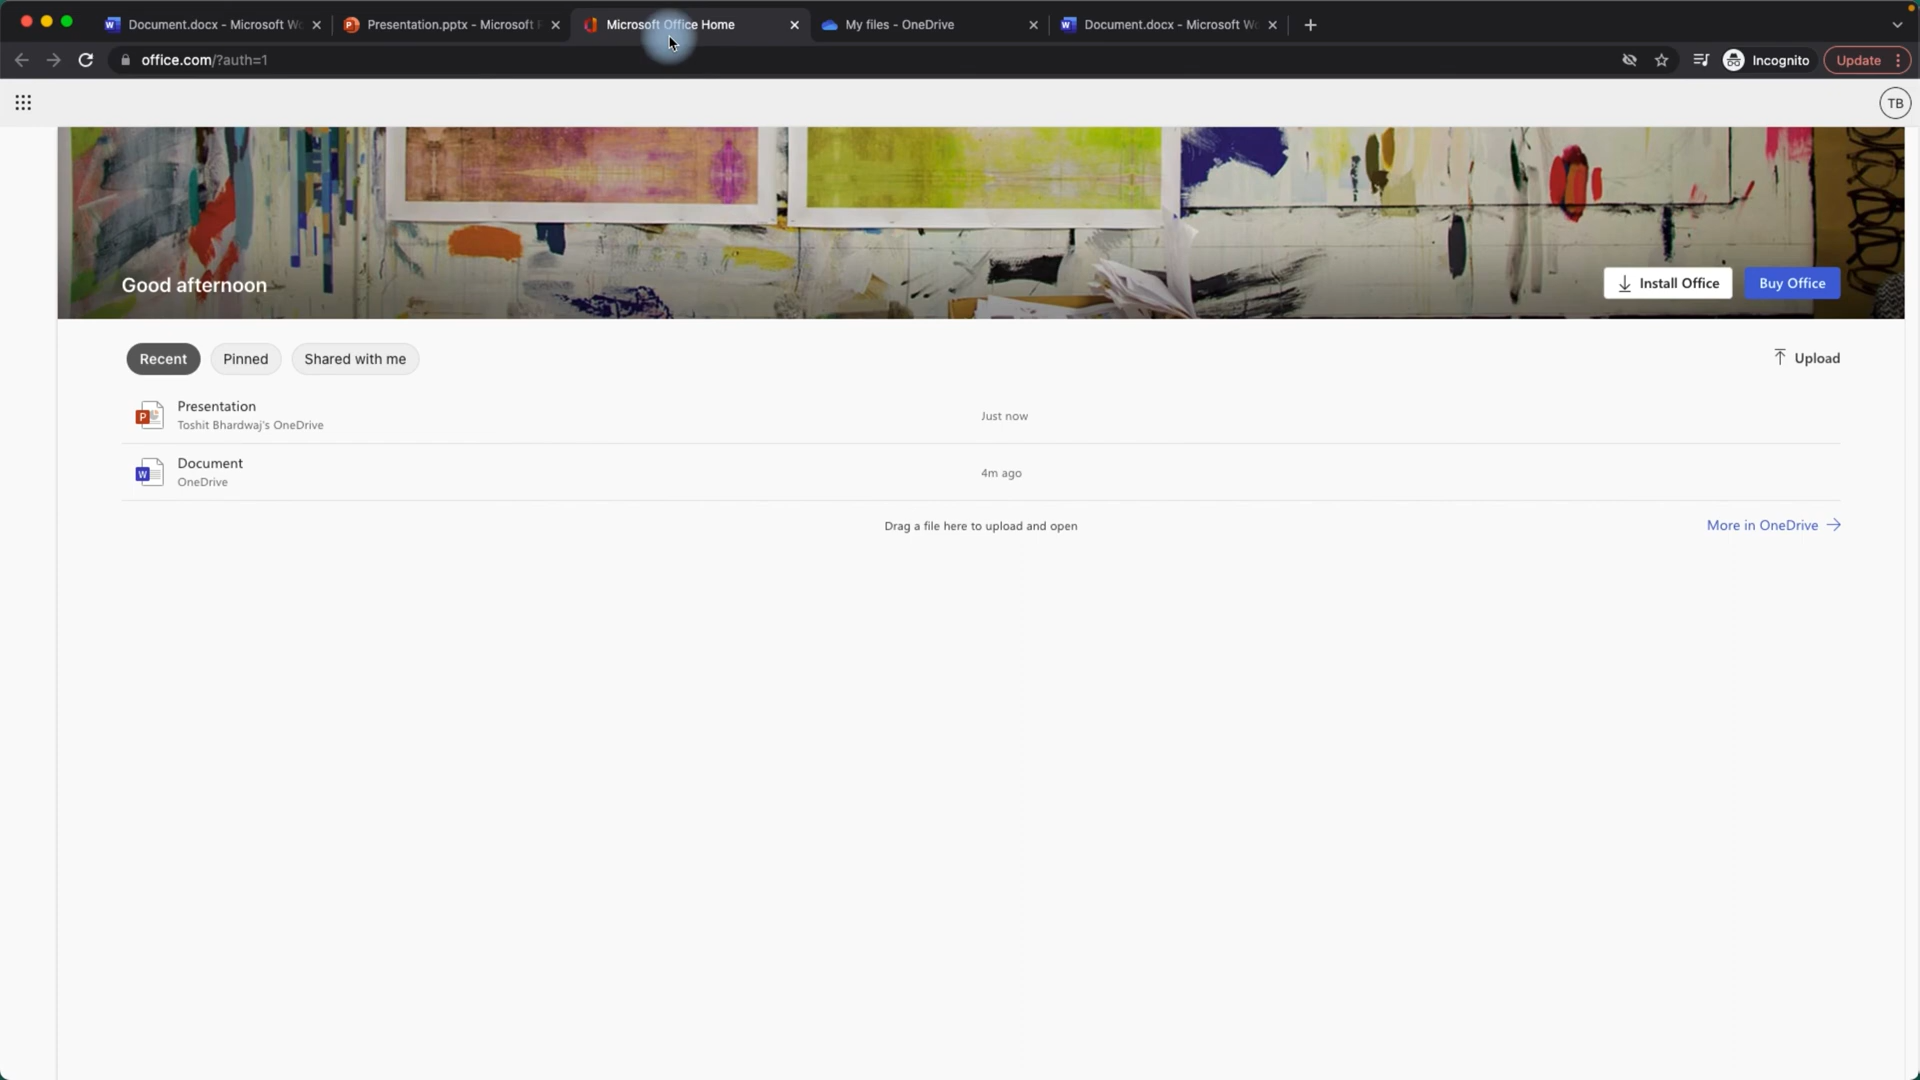 Document.docx - Microsoft Wo
Presentation.pptx - Microsoft P
Microsoft Office Home
My files - OneDrive
Document.docx - Microsoft Wo
office.com/?auth=1
Incognito
Update
TB
Good afternoon
Install Office
Buy Office
Recent
Pinned
Shared with me
Upload
P
Presentation
Just now
Toshit Bhardwaj's OneDrive
W
Document
4m ago
OneDrive
Drag a file here to upload and open
More in OneDrive